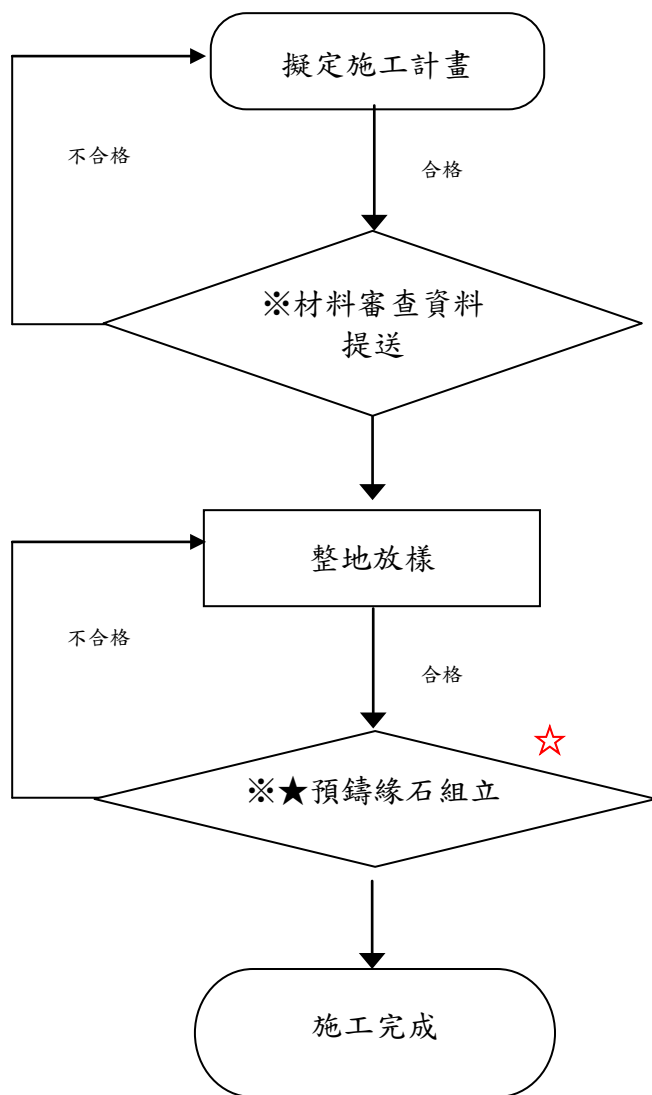 擬定施工計畫
不合格
合格
※材料審查資料
提送
整地放樣
不合格
合格
☆
※★預鑄緣石組立
施工完成